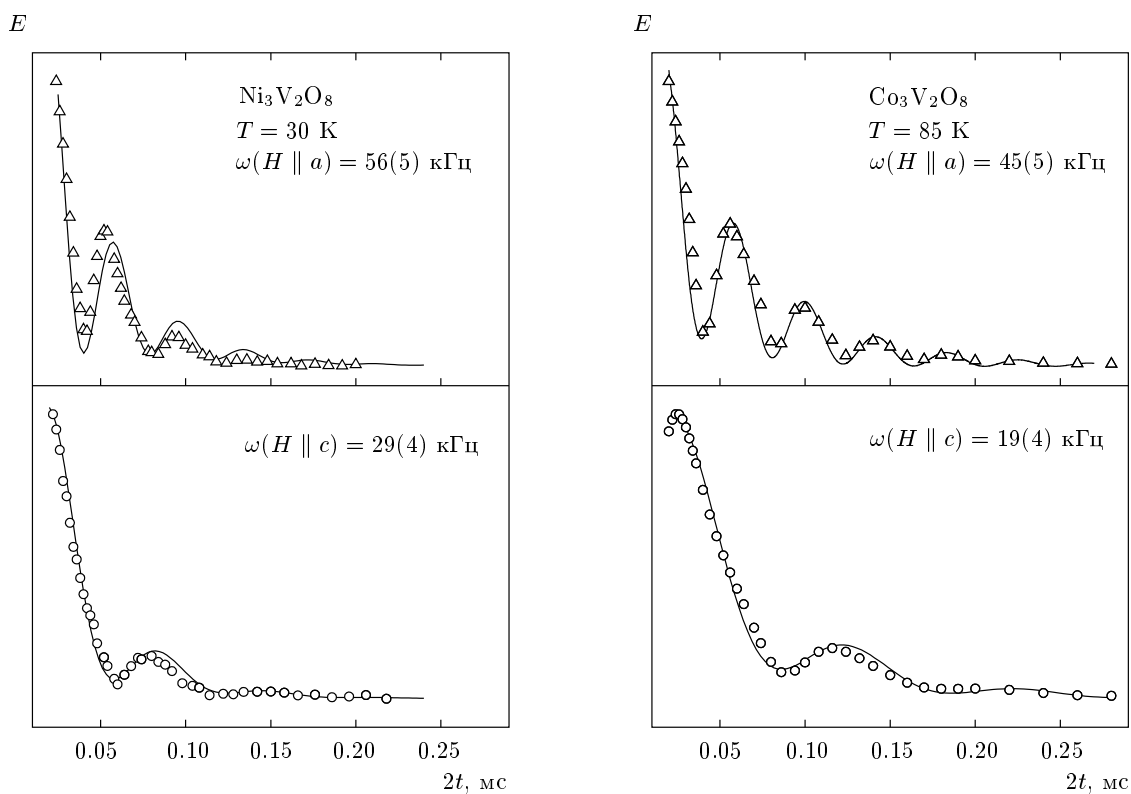 E
Ni₃V₂O₈
T = 30 K
ω(H ∥ a) = 56(5) кГц
ω(H ∥ c) = 29(4) кГц
0.05 0.10 0.15 0.20 0.25
2t, мс
E
Co₃V₂O₈
T = 85 K
ω(H ∥ a) = 45(5) кГц
ω(H ∥ c) = 19(4) кГц
0.05 0.10 0.15 0.20 0.25
2t, мс